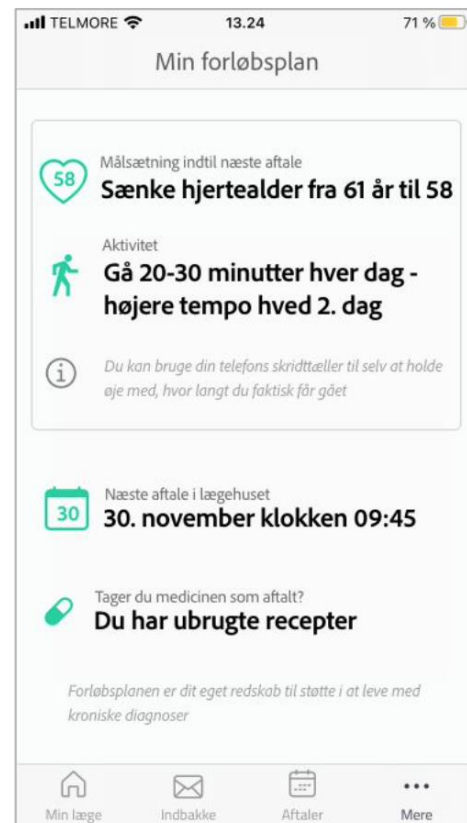 TELMORE 13.24 71 %
Min forløbsplan
58
Målsætning indtil næste aftale
Sænke hjertealder fra 61 år til 58
Aktivitet
Gå 20-30 minutter hver dag -
højere tempo hved 2. dag
i
Du kan bruge din telefons skridttæller til selv at holde
øje med, hvor langt du faktisk får gået
30
Næste aftale i lægehuset
30. november klokken 09:45
Tager du medicinen som aftalt?
Du har ubrugte recepter
Forløbsplanen er dit eget redskab til støtte i at leve med
kroniske diagnoser
Min læge Indbakke Aftaler Mere